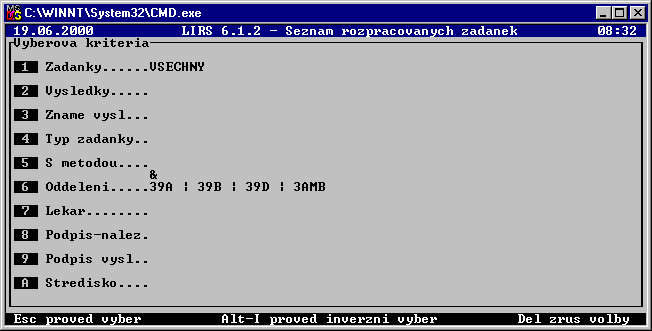 C:\WINNT\System32\CMD.exe
19.06.2000 LIRS 6.1.2 - Seznam rozpracovanych zadanek 08:32
Vyberova kriteria
1 Zadanky......VSECHNY
2 Vysledky.....
3 Zname vysl...
4 Typ zadanky..
5 S metodou....
&
6 Oddeleni.....39A ¦ 39B ¦ 39D ¦ 3AMB
7 Lekar........
8 Podpis-nalez.
9 Podpis vysl..
A Stredisko....
Esc proved vyber Alt-I proved inverzni vyber Del zrus volby